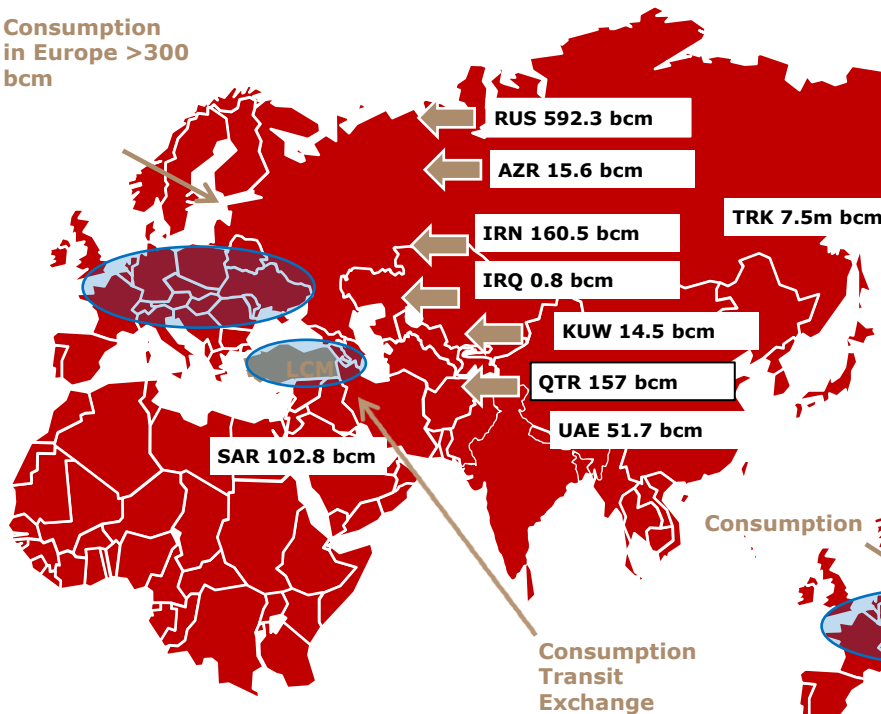 Consumption
in Europe >300
bcm
RUS 592.3 bcm
AZR 15.6 bcm
TRK 7.5m bcm
IRN 160.5 bcm
IRQ 0.8 bcm
KUW 14.5 bcm
LCM
QTR 157 bcm
UAE 51.7 bcm
SAR 102.8 bcm
Consumption
Consumption
Transit
Exchange